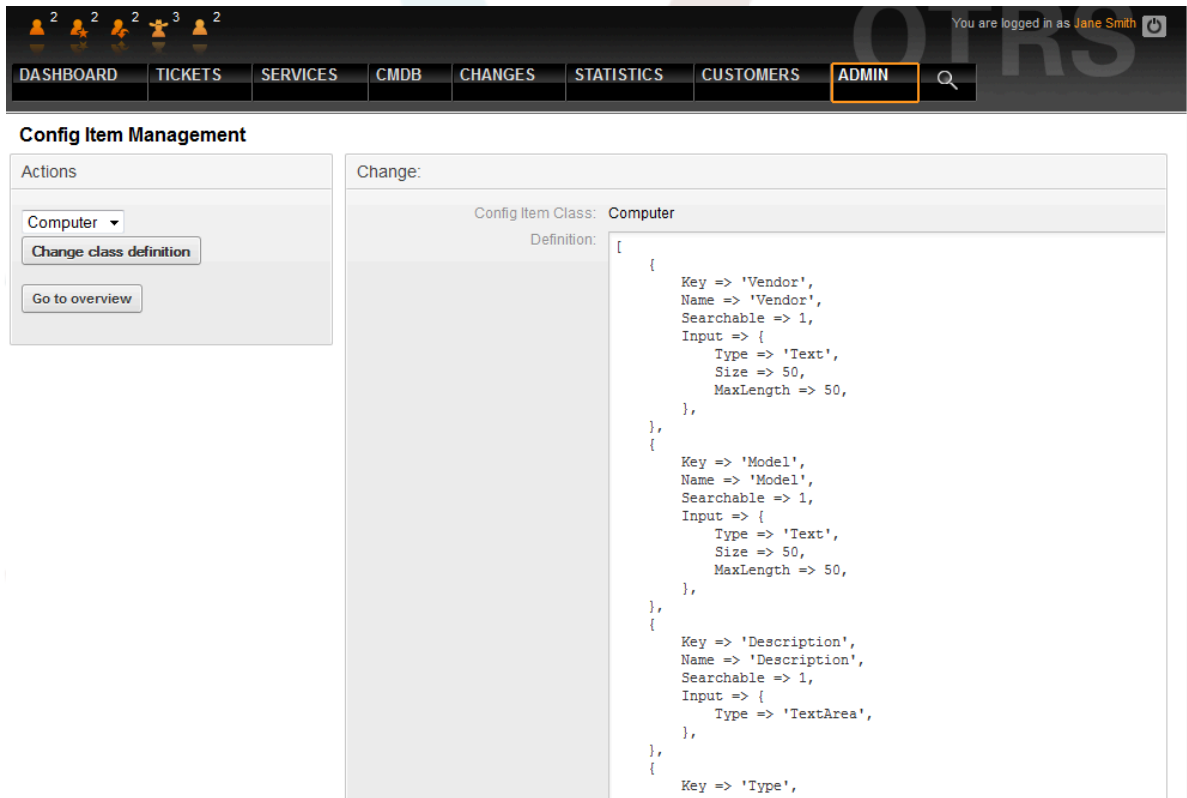 2 2 2 3 2
You are logged in as Jane Smith
OTRS
DASHBOARD TICKETS SERVICES CMDB CHANGES STATISTICS CUSTOMERS ADMIN
Config Item Management
Actions
Computer
Change class definition
Go to overview
Change:
Config Item Class: Computer
Definition:
[
{
Key => 'Vendor',
Name => 'Vendor',
Searchable => 1,
Input => {
Type => 'Text',
Size => 50,
MaxLength => 50,
},
},
{
Key => 'Model',
Name => 'Model',
Searchable => 1,
Input => {
Type => 'Text',
Size => 50,
MaxLength => 50,
},
},
{
Key => 'Description',
Name => 'Description',
Searchable => 1,
Input => {
Type => 'TextArea',
},
},
{
Key => 'Type',